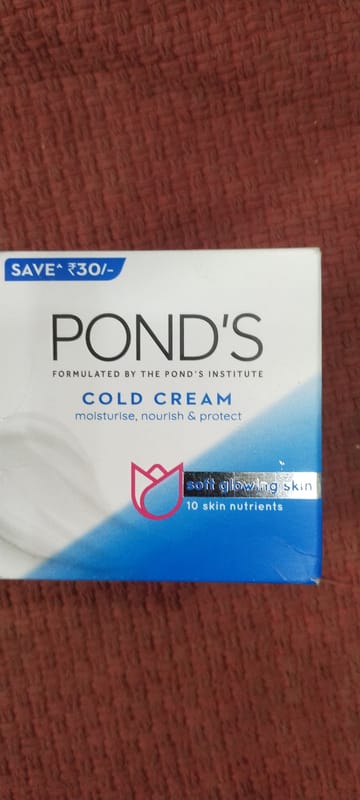 SAVE^ ₹30/-
POND'S
FORMULATED BY THE POND'S INSTITUTE
COLD CREAM
moisturise, nourish & protect
soft glowing skin
10 skin nutrients